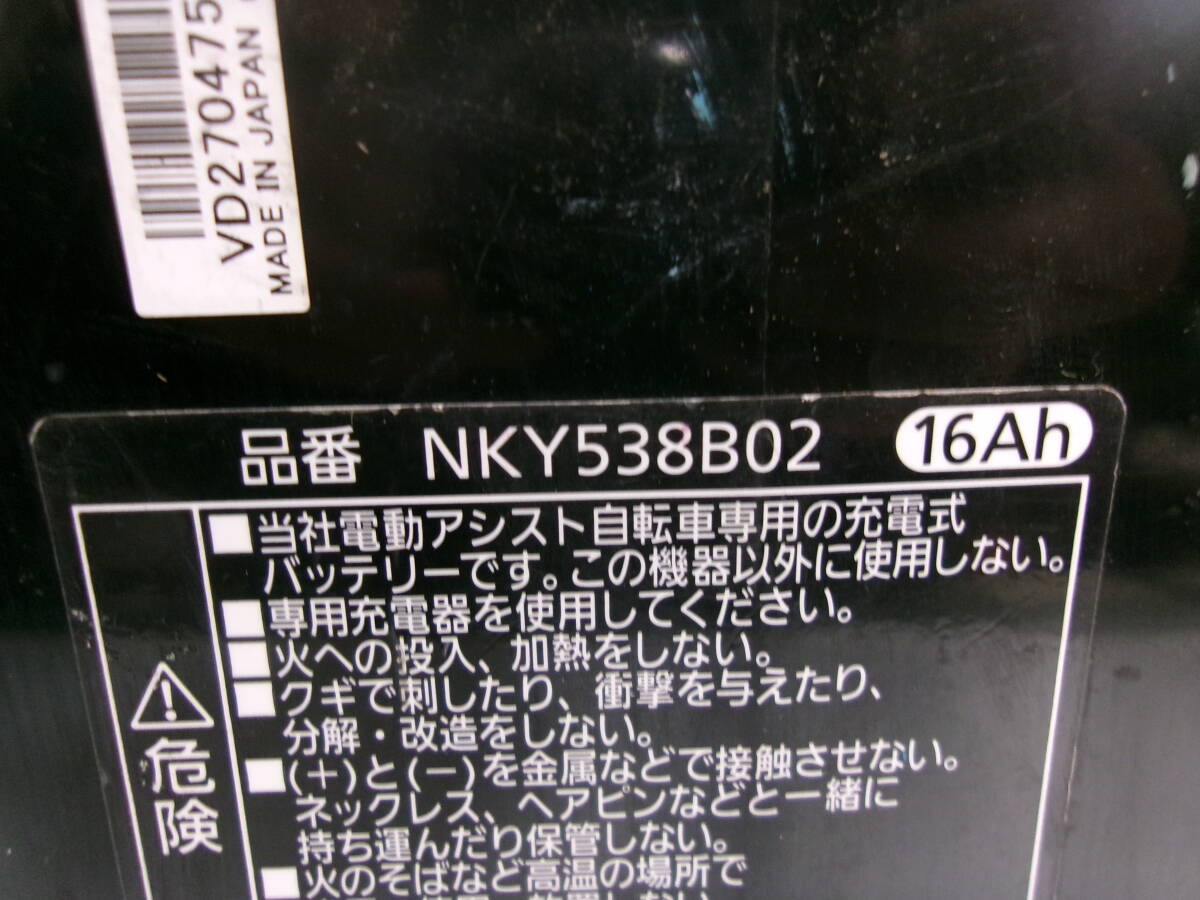 VD270475
MADE IN JAPAN
品番 NKY538B02 16Ah
危険
■当社電動アシスト自転車専用の充電式
バッテリーです。この機器以外に使用しない。
■専用充電器を使用してください。
■火への投入、加熱をしない。
■クギで刺したり、衝撃を与えたり、
分解・改造をしない。
■(+)と(−)を金属などで接触させない。
ネックレス、ヘアピンなどと一緒に
持ち運んだり保管しない。
■火のそばなど高温の場所で